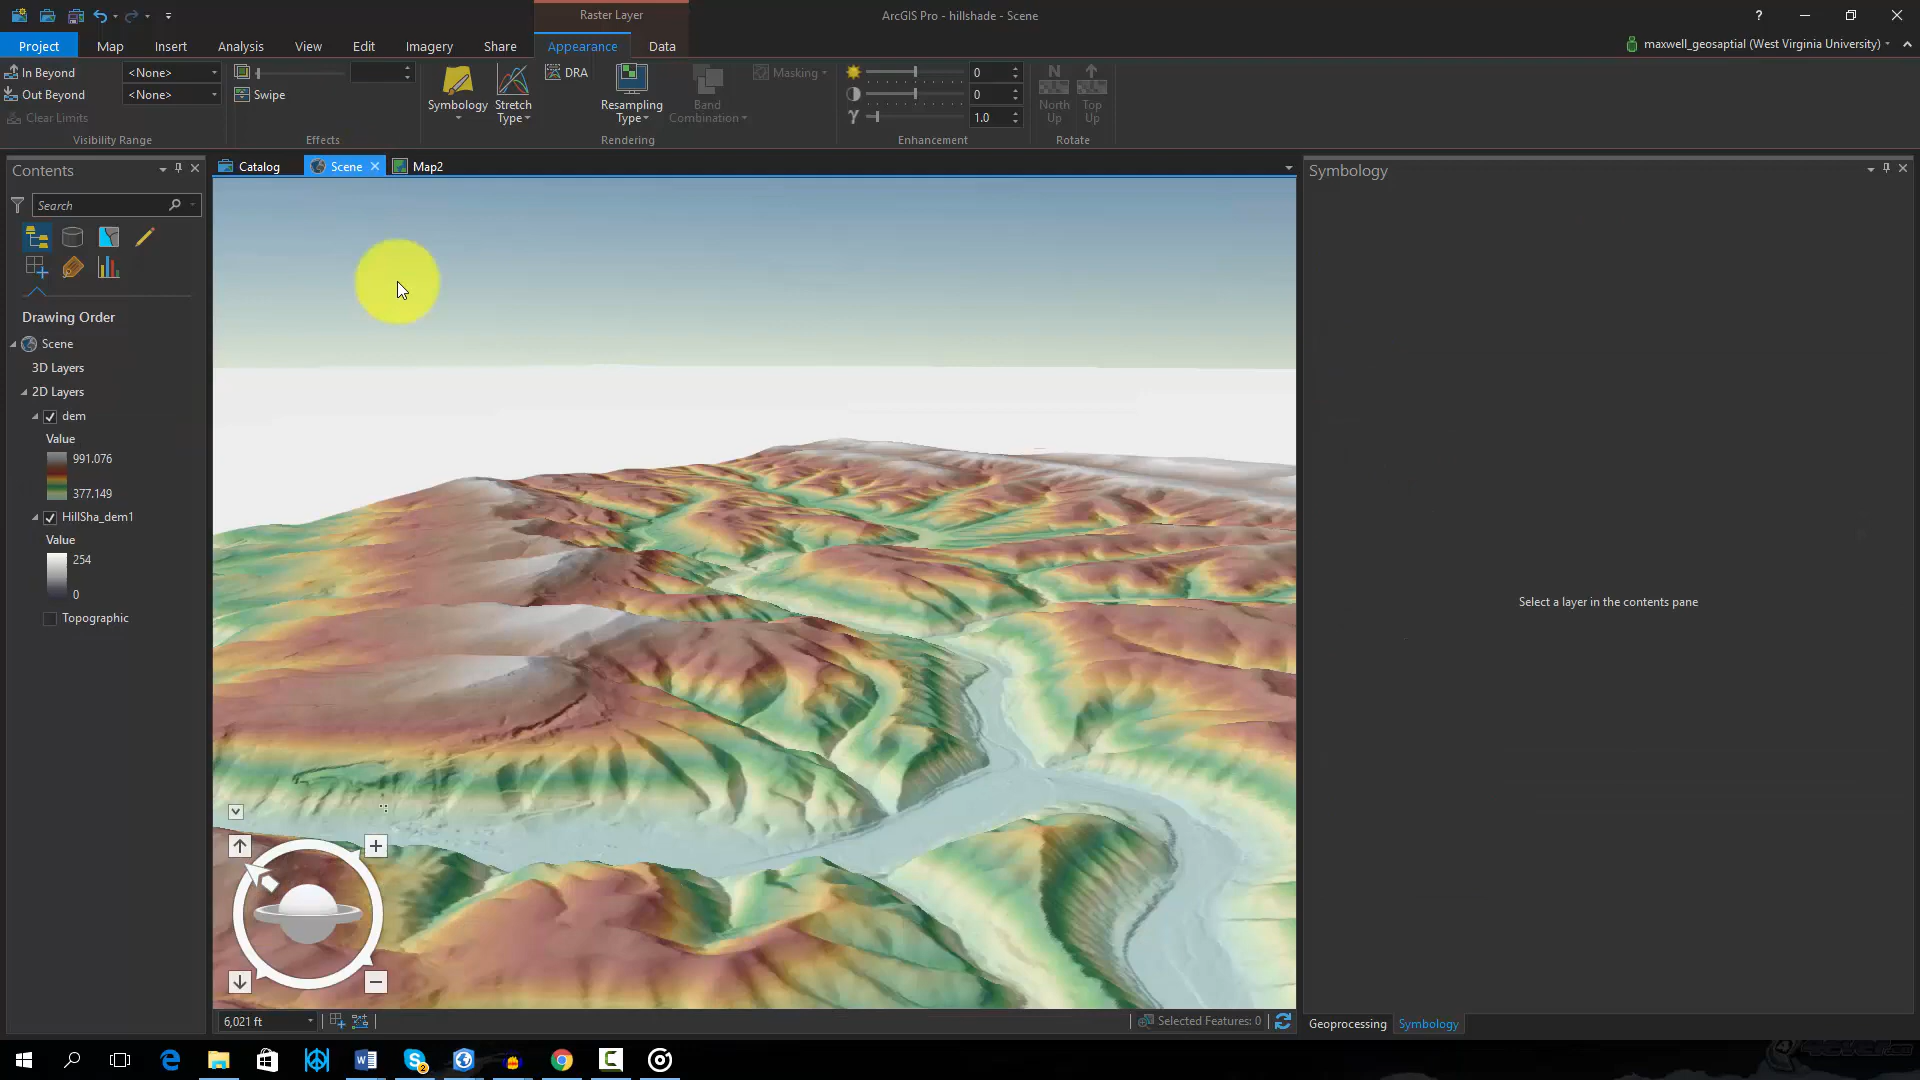 Raster Layer
ArcGIS Pro - hillshade - Scene
?
Project
Map
Insert
Analysis
View
Edit
Imagery
Share
Appearance
Data
maxwell_geosaptial (West Virginia University)
In Beyond
<None>
Out Beyond
<None>
Clear Limits
Visibility Range
Swipe
Effects
Symbology
Stretch
Type
DRA
Resampling
Type
Band
Combination
Rendering
Masking
0
0
γ
1.0
Enhancement
N
North
Up
Top
Up
Rotate
Contents
Catalog
Scene
Map2
Symbology
Search
Drawing Order
Scene
3D Layers
2D Layers
dem
Value
991.076
377.149
HillSha_dem1
Value
254
0
Topographic
Select a layer in the contents pane
6,021 ft
Selected Features: 0
Geoprocessing
Symbology
2